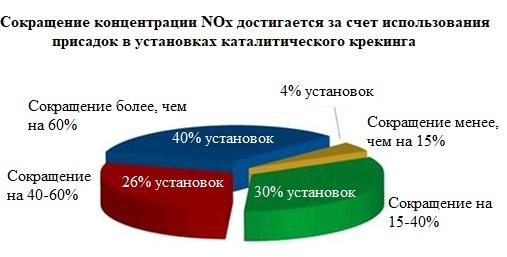 Сокращение концентрации NOx достигается за счет использования
присадок в установках каталитического крекинга
4% установок
Сокращение более, чем
на 60%
40% установок
Сокращение менее,
чем на 15%
Сокращение
на 40-60%
26% установок
30% установок
Сокращение на
15-40%